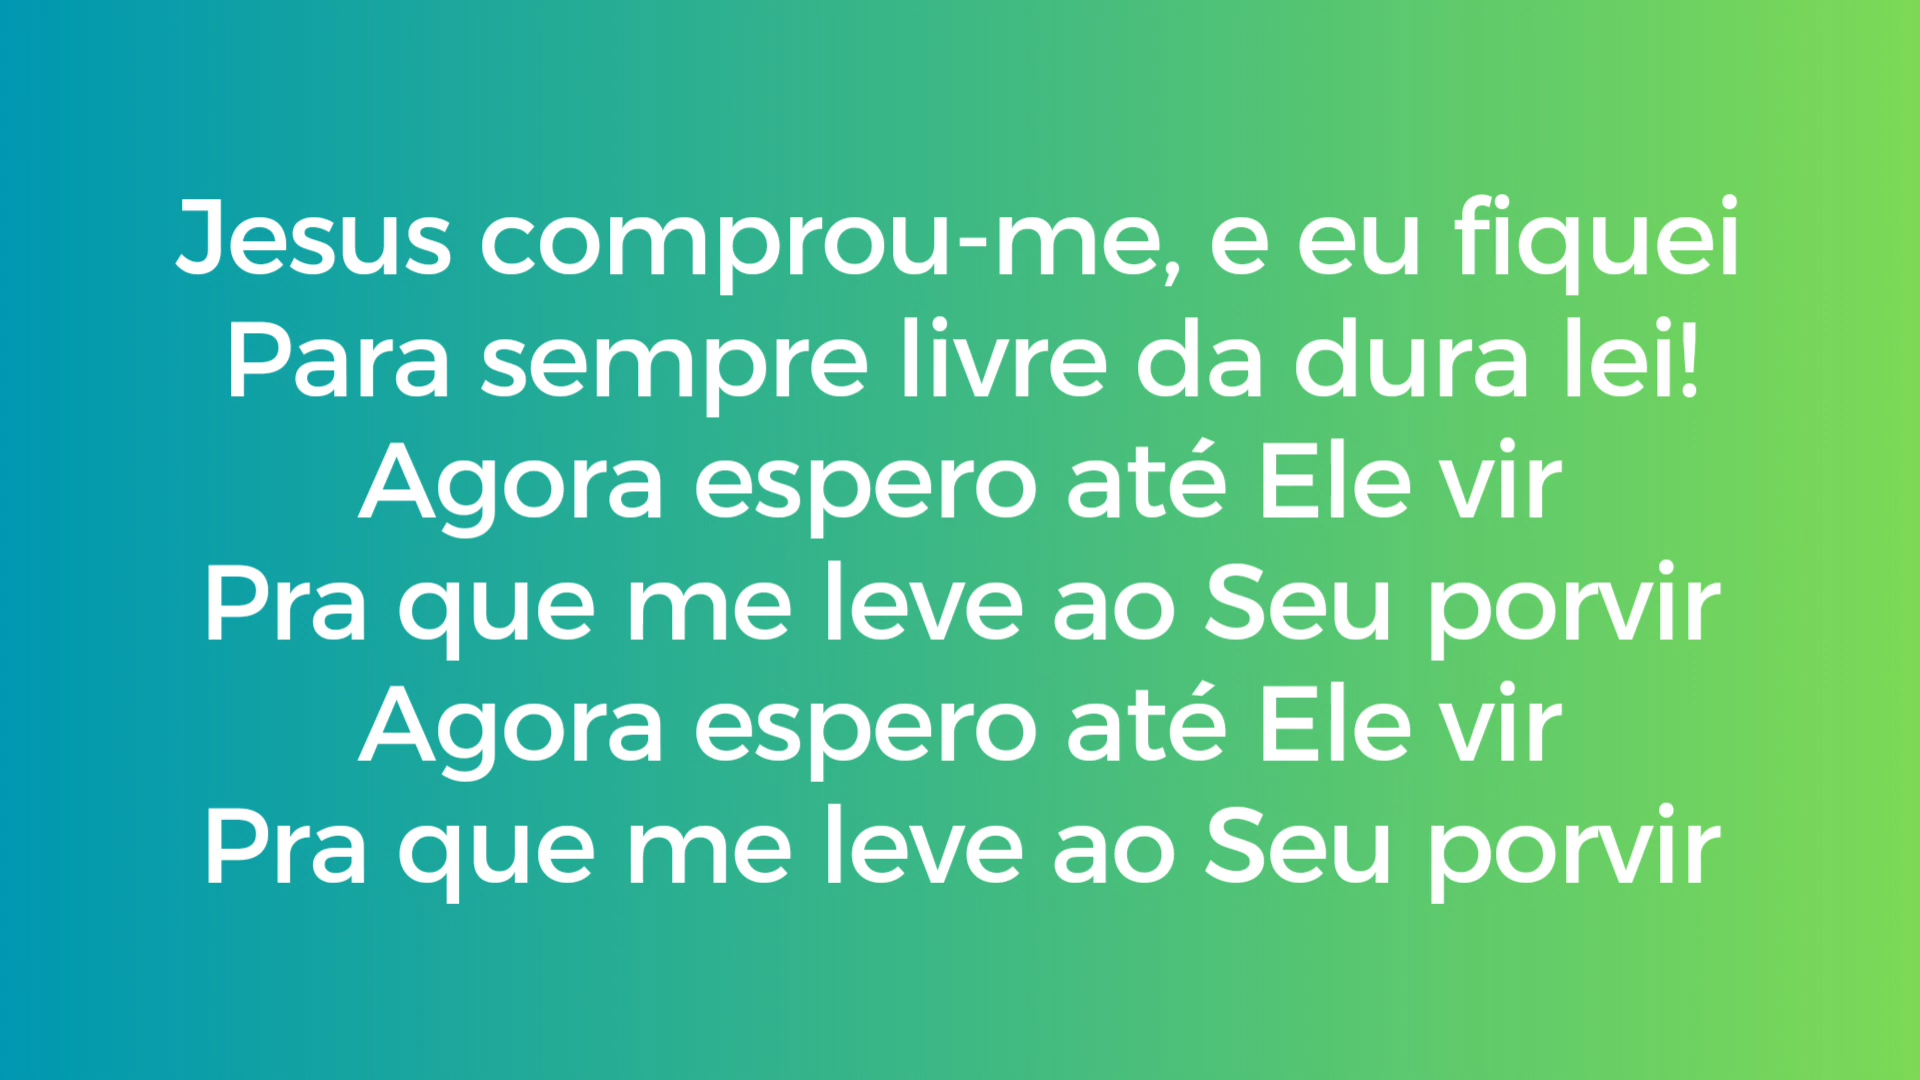 Jesus comprou-me, e eu fiquei
Para sempre livre da dura lei!
Agora espero até Ele vir
Pra que me leve ao Seu porvir
Agora espero até Ele vir
Pra que me leve ao Seu porvir